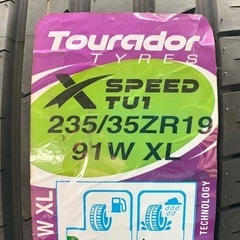 Tourador
TYRES
X SPEED
TU1
235/35ZR19
91W XL
W XL
TECHNOLOGY